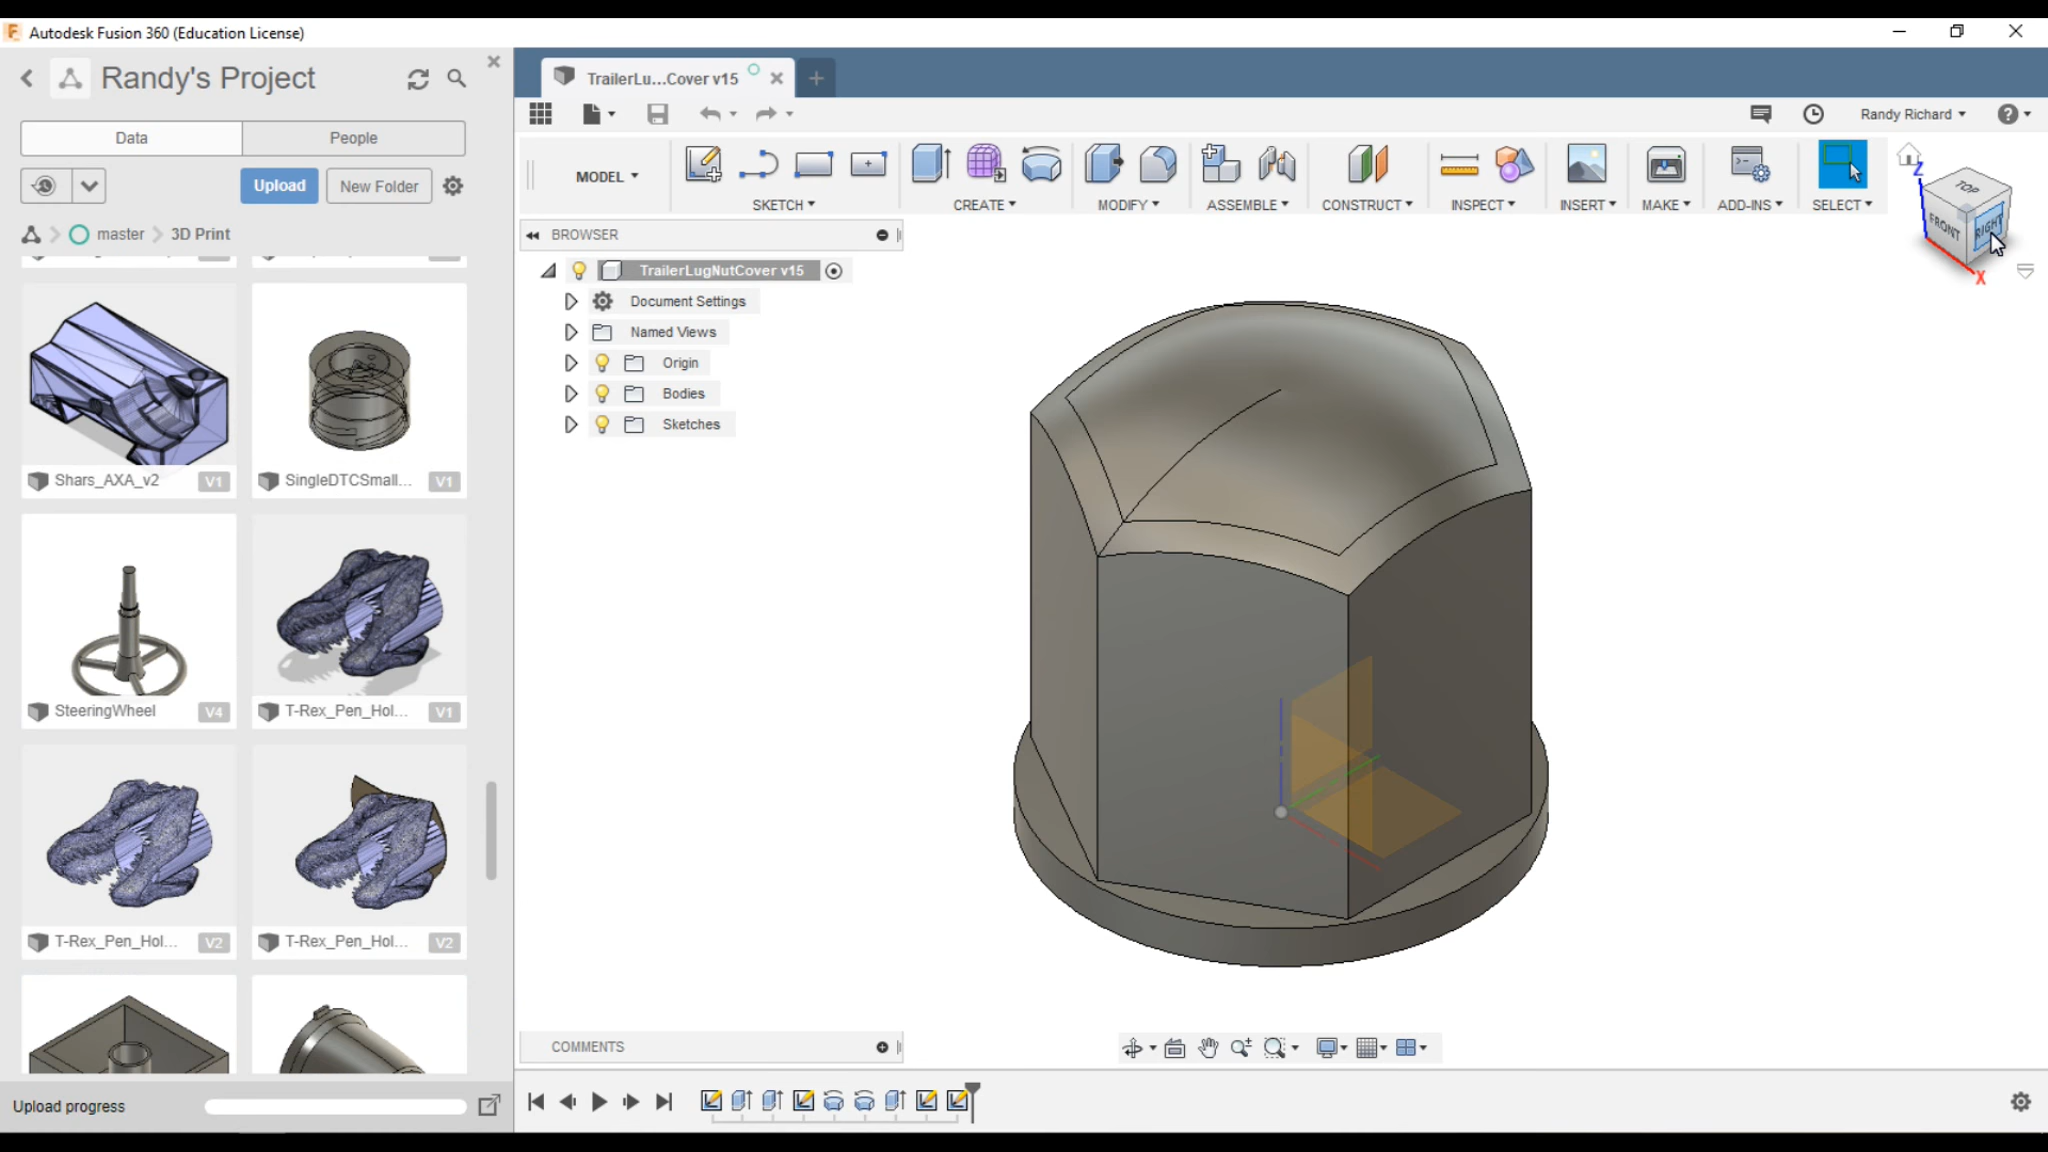 Autodesk Fusion 360 (Education License)
Randy's Project
Data
People
Upload
New Folder
master
3D Print
Shars_AXA_v2
V1
SingleDTCSmall...
V1
SteeringWheel
V4
T-Rex_Pen_Hol...
V1
T-Rex_Pen_Hol...
V2
T-Rex_Pen_Hol...
V2
Upload progress
TrailerLu...Cover v15
Randy Richard
MODEL
SKETCH
CREATE
MODIFY
ASSEMBLE
CONSTRUCT
INSPECT
INSERT
MAKE
ADD-INS
SELECT
BROWSER
TrailerLugNutCover v15
Document Settings
Named Views
Origin
Bodies
Sketches
Z
TOP
FRONT
RIGHT
X
COMMENTS